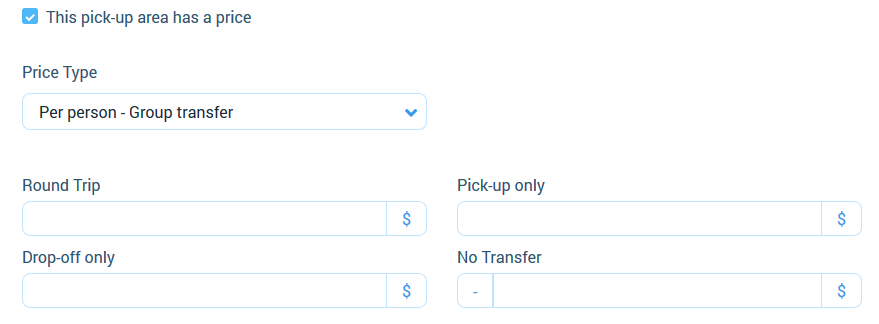 This pick-up area has a price
Price Type
Per person - Group transfer
Round Trip
Pick-up only
$
$
Drop-off only
No Transfer
$
- $